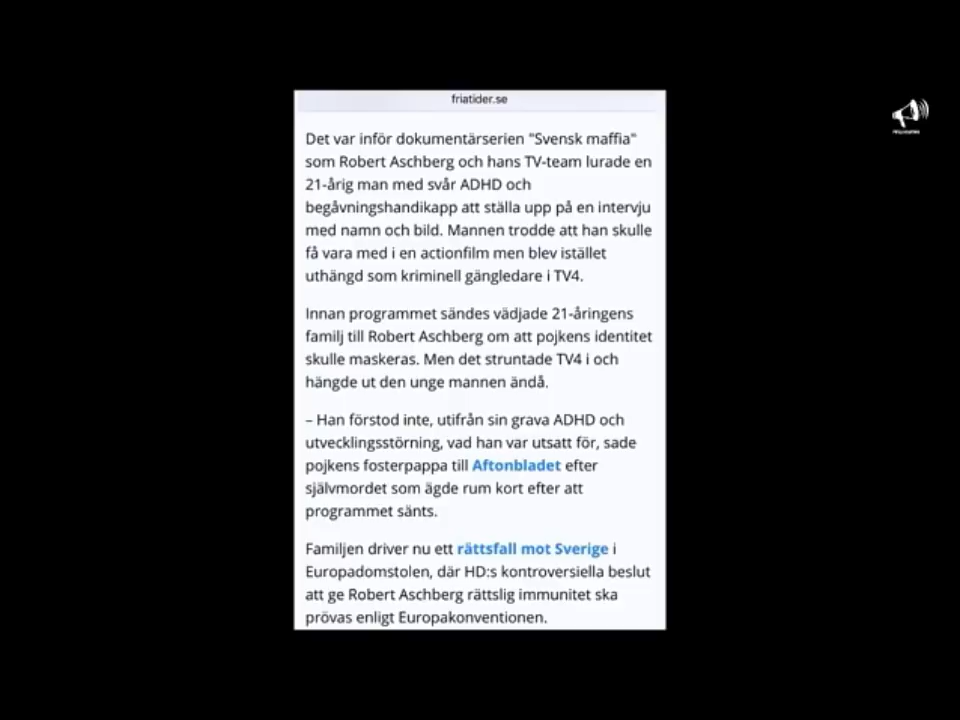 friatider.se
Det var inför dokumentärserien "Svensk maffia"
som Robert Aschberg och hans TV-team lurade en
21-årig man med svår ADHD och
begåvningshandikapp att ställa upp på en intervju
med namn och bild. Mannen trodde att han skulle
få vara med i en actionfilm men blev istället
uthängd som kriminell gängledare i TV4.
Innan programmet sändes vädjade 21-åringens
familj till Robert Aschberg om att pojkens identitet
skulle maskeras. Men det struntade TV4 i och
hängde ut den unge mannen ändå.
– Han förstod inte, utifrån sin grava ADHD och
utvecklingsstörning, vad han var utsatt för, sade
pojkens fosterpappa till Aftonbladet efter
självmordet som ägde rum kort efter att
programmet sänts.
Familjen driver nu ett rättsfall mot Sverige i
Europadomstolen, där HD:s kontroversiella beslut
att ge Robert Aschberg rättslig immunitet ska
prövas enligt Europakonventionen.